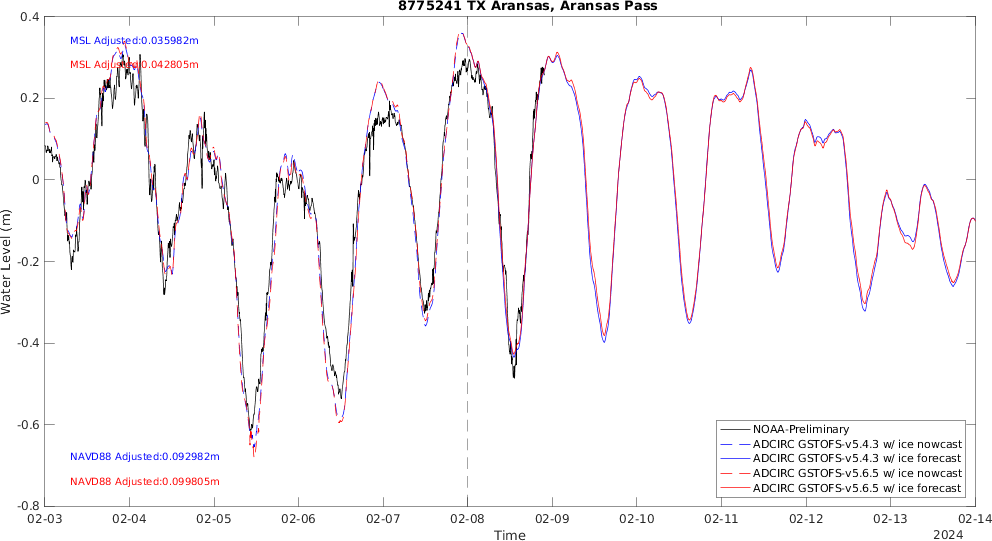 8775241 TX Aransas, Aransas Pass
0.4
0.2
0
-0.2
-0.4
-0.6
-0.8
Water Level (m)
MSL Adjusted:0.035982m
MSL Adjusted:0.042805m
NAVD88 Adjusted:0.092982m
NAVD88 Adjusted:0.099805m
NOAA-Preliminary
ADCIRC GSTOFS-v5.4.3 w/ ice nowcast
ADCIRC GSTOFS-v5.4.3 w/ ice forecast
ADCIRC GSTOFS-v5.6.5 w/ ice nowcast
ADCIRC GSTOFS-v5.6.5 w/ ice forecast
02-03 02-04 02-05 02-06 02-07 02-08 02-09 02-10 02-11 02-12 02-13 02-14
Time
2024